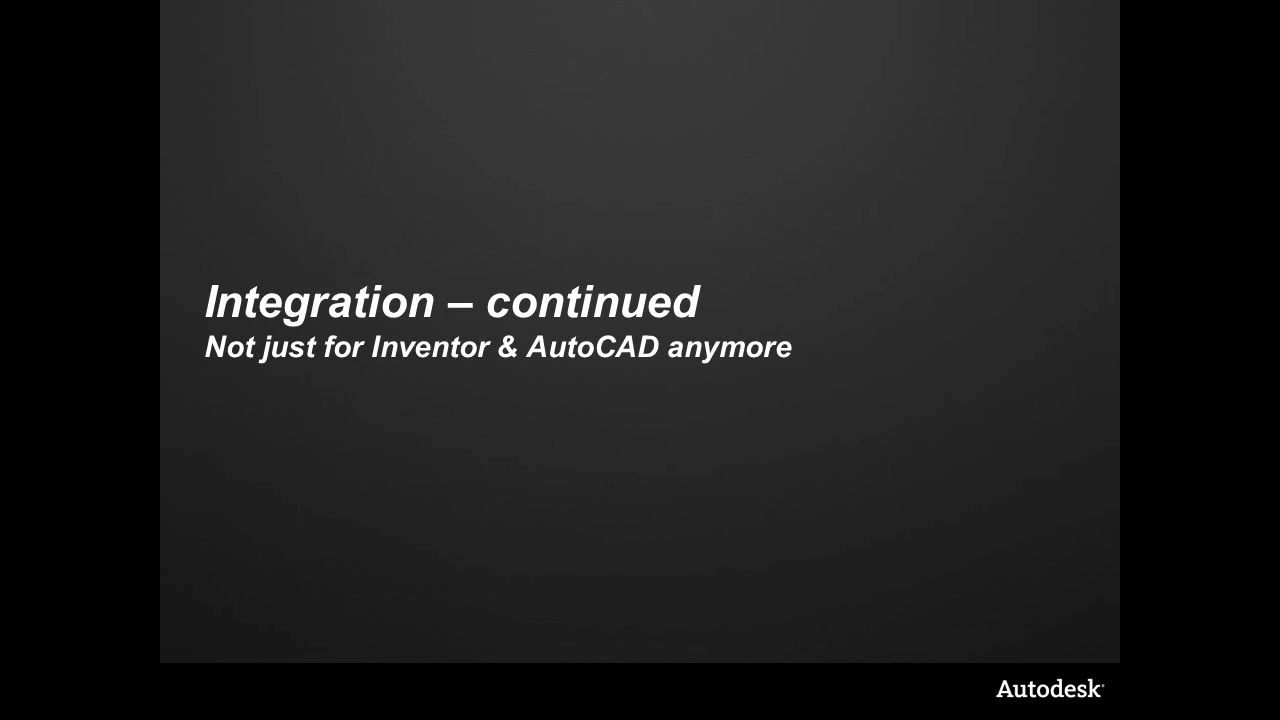 Integration – continued
Not just for Inventor & AutoCAD anymore
Autodesk